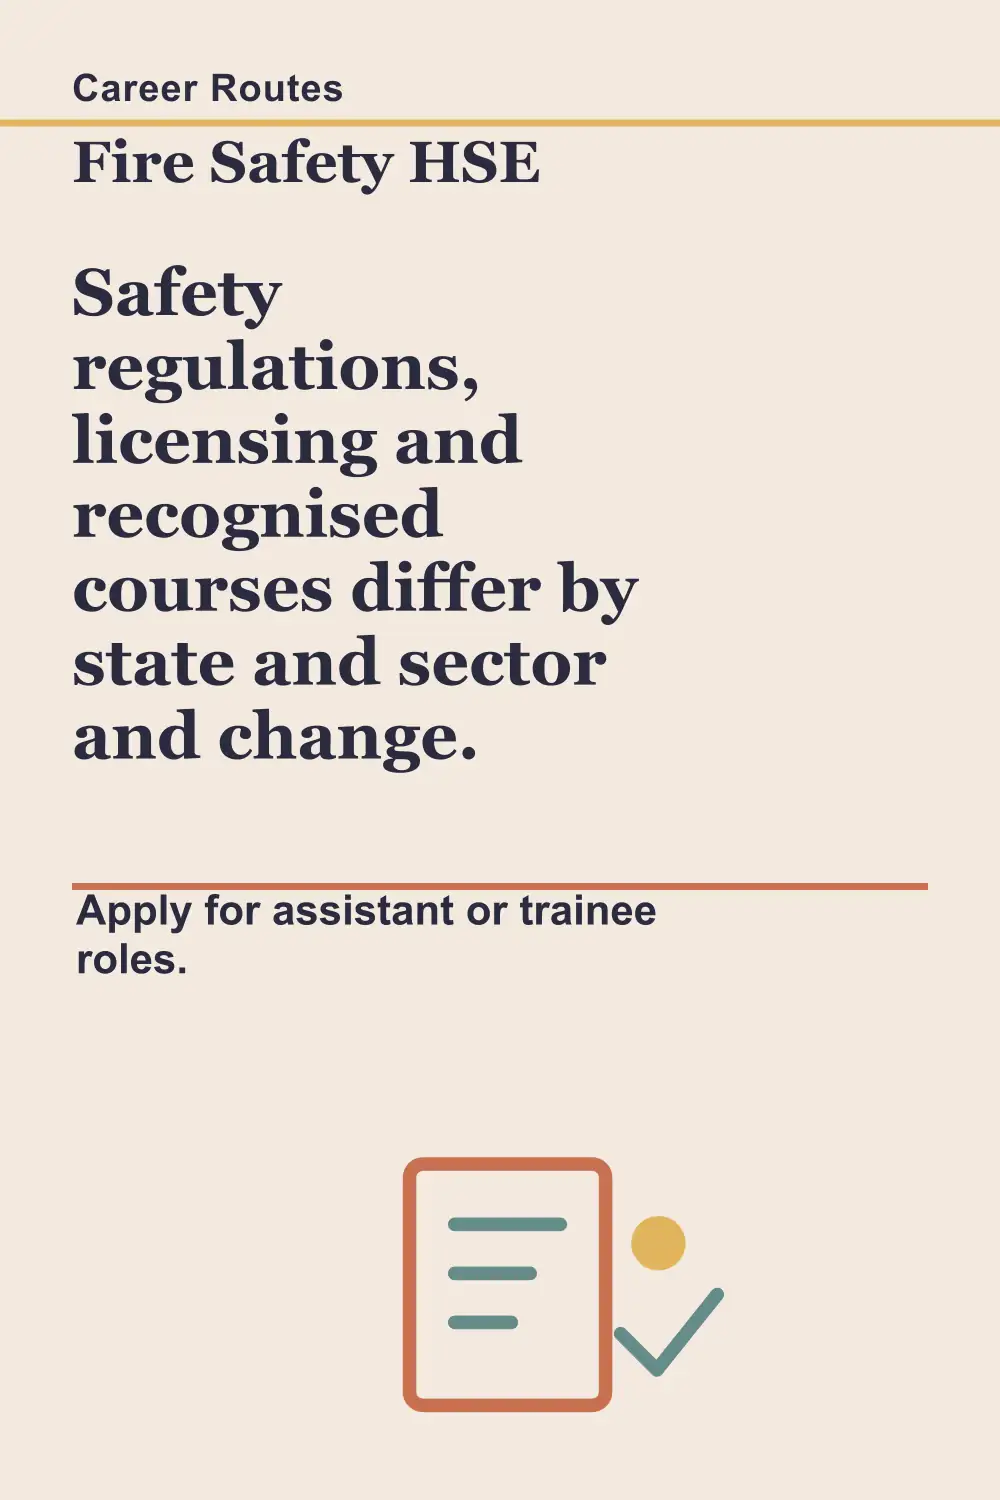 Career Routes
Fire Safety HSE
Safety
regulations,
licensing and
recognised
courses differ by
state and sector
and change.
Apply for assistant or trainee
roles.